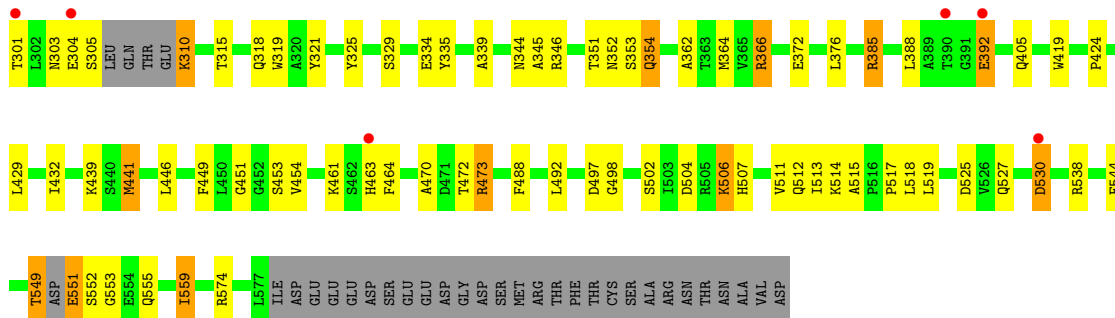 T301 L302 N303 E304 S305 LEU GLN THR GLU K310 T315 Q318 W319 A320 Y321 Y325 S329 E334 Y335 A339 N344 A345 R346 T351 N352 S353 Q354 A362 T363 M364 V365 R366 E372 L376 R385 L388 A389 T390 G391 E392 Q405 W419 P424
L429 I432 K439 S440 M441 L446 F449 L450 G451 G452 S453 V454 K461 S462 H463 F464 A470 D471 T472 R473 F488 L492 D497 G498 S502 I503 D504 R505 K506 H507 V511 Q512 I513 K514 A515 P516 P517 L518 L519 D525 V526 Q527 D530 R538
T549 ASP E551 S552 G553 E554 Q555 I559 R574 L577 ILE ASP GLU GLU GLU ASP SER GLU GLU ASP GLY ASP SER MET ARG THR PHE THR CYS SER ALA ARG ASN THR ASN ALA VAL ASP